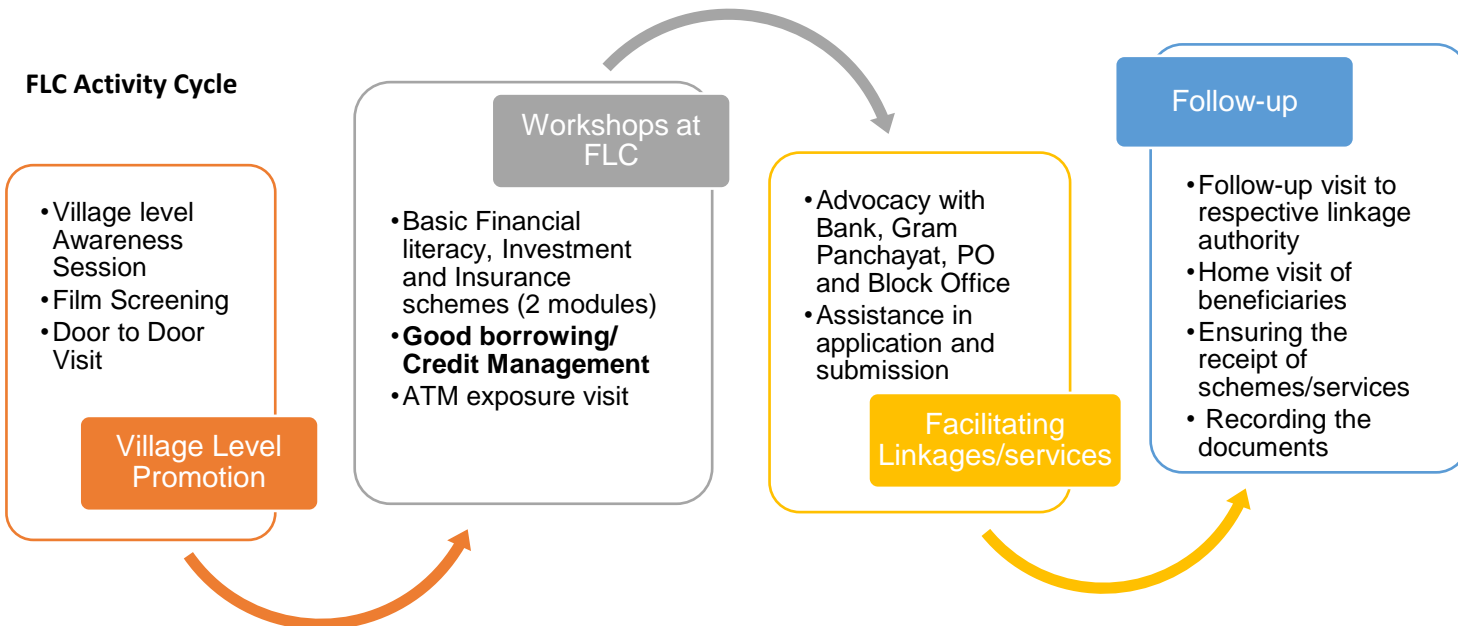 FLC Activity Cycle
•Village level
Awareness
Session
•Film Screening
•Door to Door
Visit
Village Level
Promotion
Workshops at
FLC
•Basic Financial
literacy, Investment
and Insurance
schemes (2 modules)
•Good borrowing/
Credit Management
•ATM exposure visit
•Advocacy with
Bank, Gram
Panchayat, PO
and Block Office
•Assistance in
application and
submission
Facilitating
Linkages/services
Follow-up
•Follow-up visit to
respective linkage
authority
•Home visit of
beneficiaries
•Ensuring the
receipt of
schemes/services
• Recording the
documents